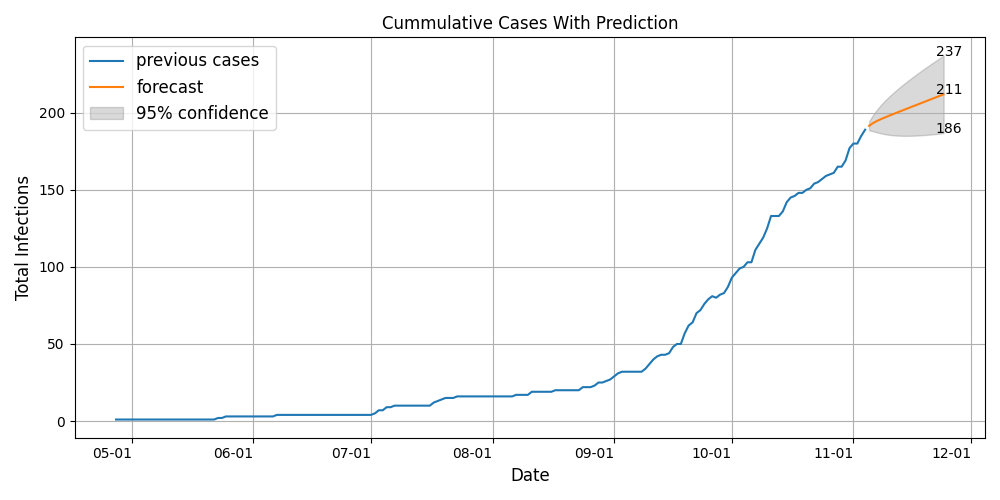 Cummulative Cases With Prediction
previous cases
forecast
95% confidence
237
211
186
Total Infections
200
150
100
50
0
05-01
06-01
07-01
08-01
09-01
10-01
11-01
12-01
Date